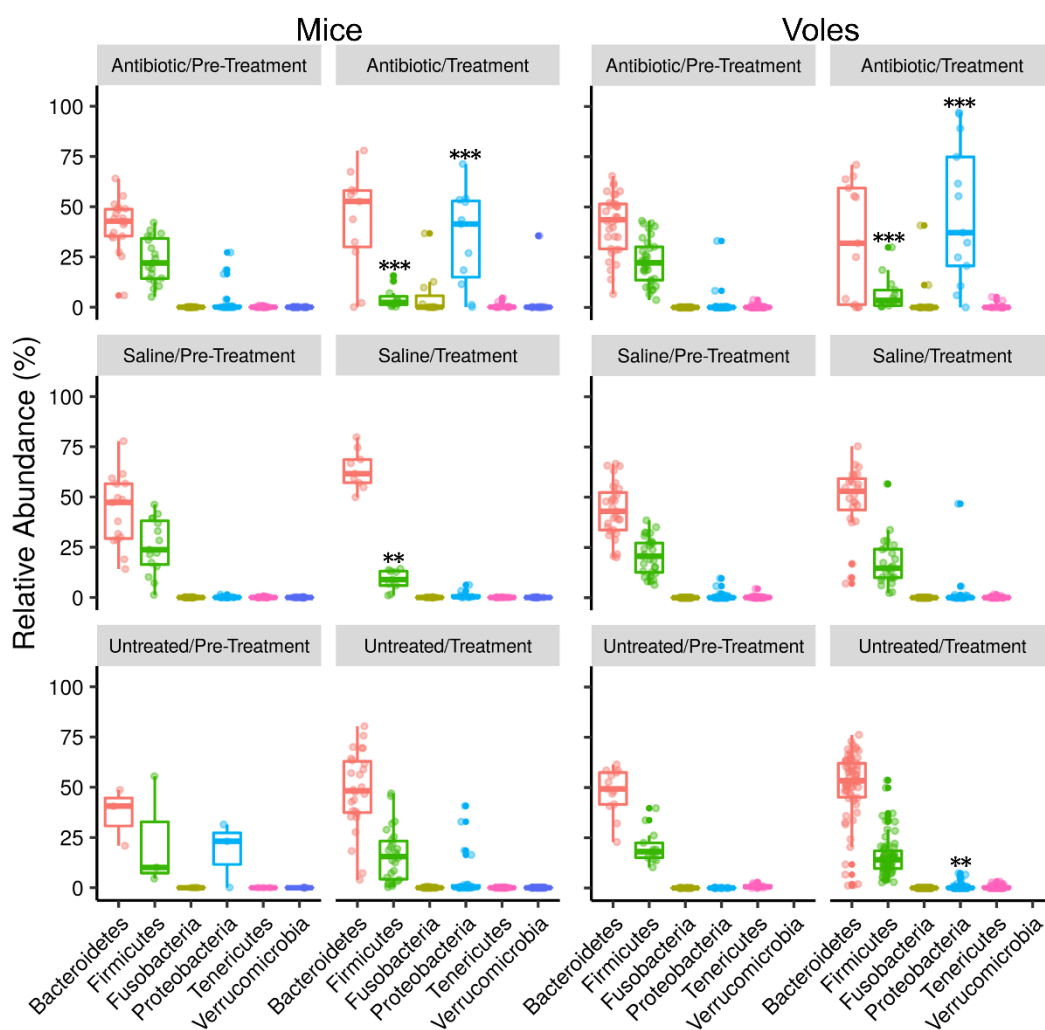 Mice Voles
Antibiotic/Pre-Treatment Antibiotic/Treatment Antibiotic/Pre-Treatment Antibiotic/Treatment
100
75
50
25
0
*** *** *** ***
Saline/Pre-Treatment Saline/Treatment Saline/Pre-Treatment Saline/Treatment
100
75
50
25
0
**
Untreated/Pre-Treatment Untreated/Treatment Untreated/Pre-Treatment Untreated/Treatment
100
75
50
25
0
**
Relative Abundance (%)
Bacteroidetes Firmicutes Fusobacteria Proteobacteria Tenericutes Verrucomicrobia Bacteroidetes Firmicutes Fusobacteria Proteobacteria Tenericutes Verrucomicrobia Bacteroidetes Firmicutes Fusobacteria Proteobacteria Tenericutes Verrucomicrobia Bacteroidetes Firmicutes Fusobacteria Proteobacteria Tenericutes Verrucomicrobia